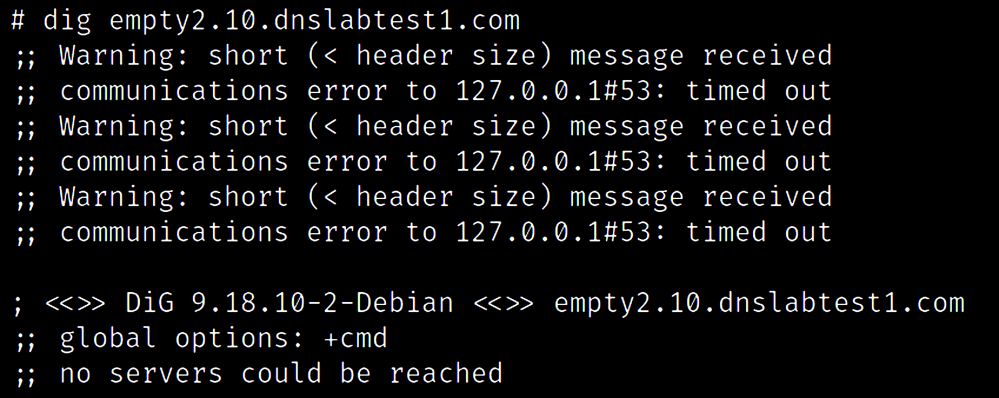 # dig empty2.10.dnslabtest1.com
;; Warning: short (< header size) message received
;; communications error to 127.0.0.1#53: timed out
;; Warning: short (< header size) message received
;; communications error to 127.0.0.1#53: timed out
;; Warning: short (< header size) message received
;; communications error to 127.0.0.1#53: timed out
; <<>> DiG 9.18.10-2-Debian <<>> empty2.10.dnslabtest1.com
;; global options: +cmd
;; no servers could be reached